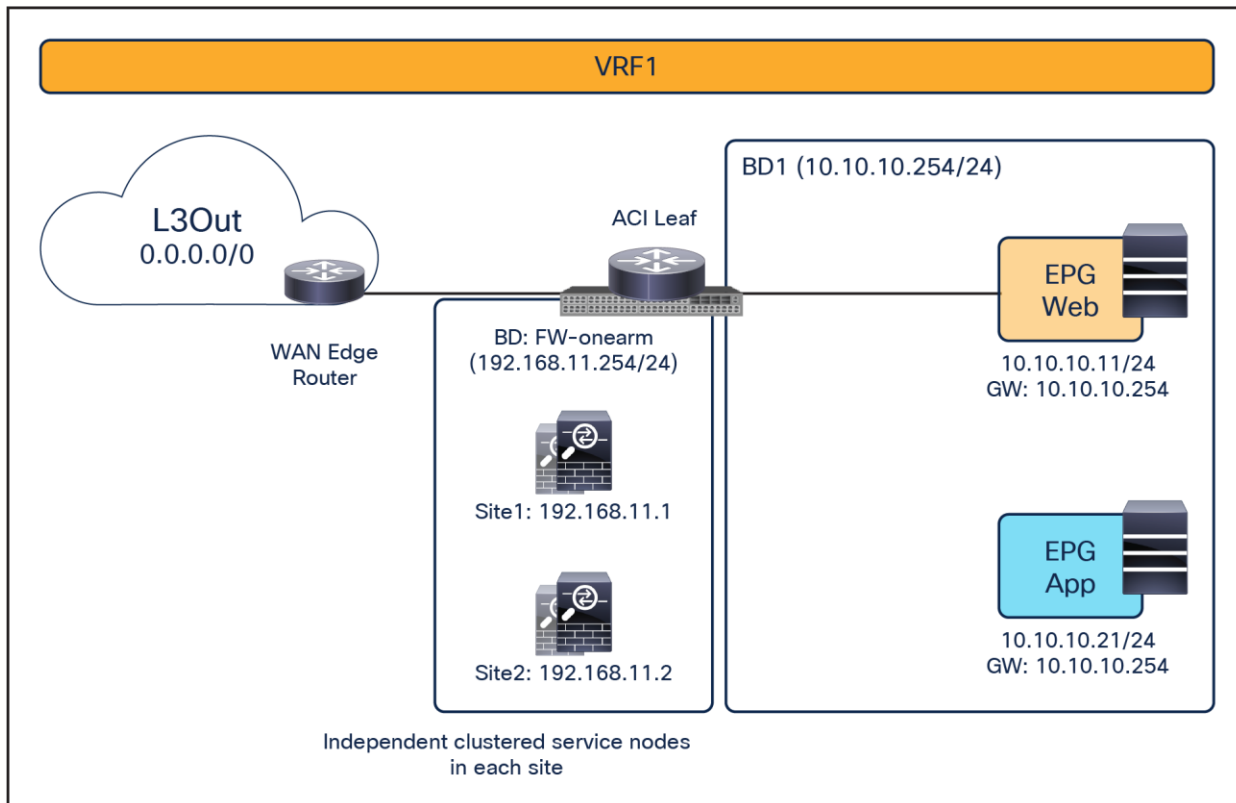 VRF1
L3Out
0.0.0.0/0
WAN Edge
Router
ACI Leaf
BD: FW-onearm
(192.168.11.254/24)
Site1: 192.168.11.1
Site2: 192.168.11.2
Independent clustered service nodes
in each site
BD1 (10.10.10.254/24)
EPG
Web
10.10.10.11/24
GW: 10.10.10.254
EPG
App
10.10.10.21/24
GW: 10.10.10.254